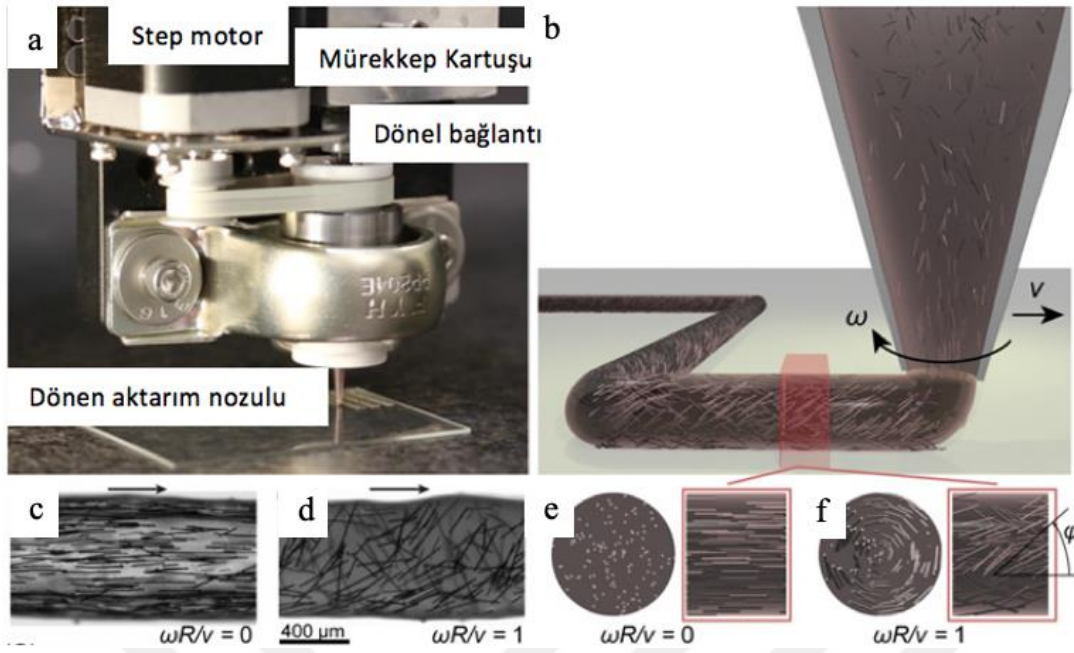 a
Step motor
Mürekkep Kartuşu
Dönel bağlantı
Dönen aktarım nozulu
b
v
ω
c
ωR/v = 0
d
400 µm
ωR/v = 1
e
ωR/v = 0
f
φ
ωR/v = 1